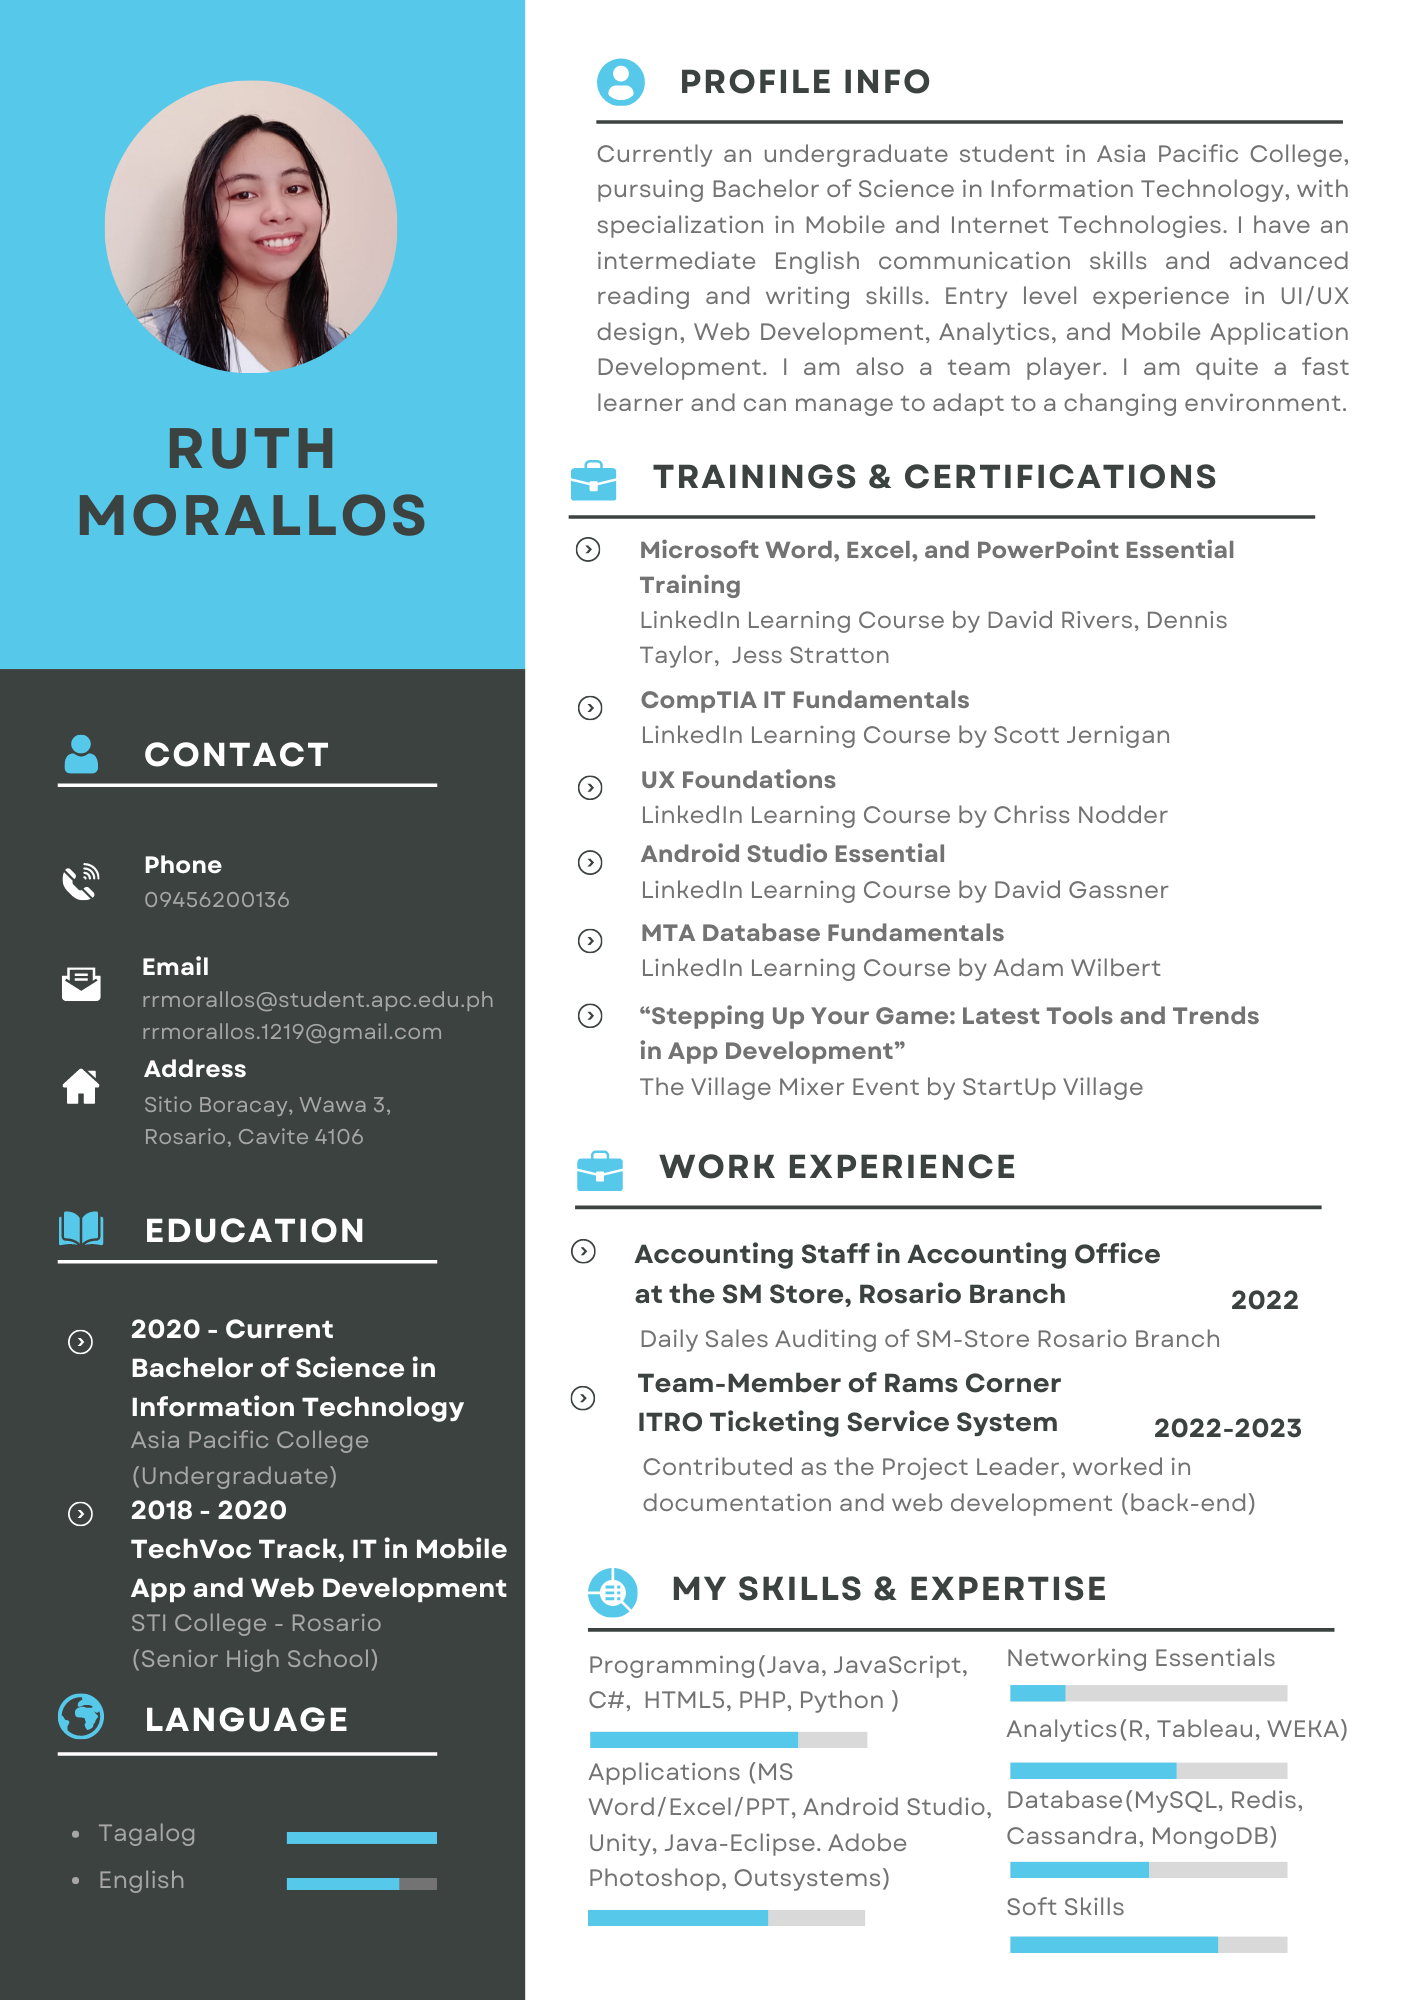 RUTH
MORALLOS
CONTACT
Phone
09456200136
Email
rrmorallos@student.apc.edu.ph
rrmorallos.1219@gmail.com
Address
Sitio Boracay, Wawa 3,
Rosario, Cavite 4106
EDUCATION
2020 - Current
Bachelor of Science in
Information Technology
Asia Pacific College
(Undergraduate)
2018 - 2020
TechVoc Track, IT in Mobile
App and Web Development
STI College - Rosario
(Senior High School)
LANGUAGE
• Tagalog
• English
PROFILE INFO
Currently an undergraduate student in Asia Pacific College,
pursuing Bachelor of Science in Information Technology, with
specialization in Mobile and Internet Technologies. I have an
intermediate English communication skills and advanced
reading and writing skills. Entry level experience in UI/UX
design, Web Development, Analytics, and Mobile Application
Development. I am also a team player. I am quite a fast
learner and can manage to adapt to a changing environment.
TRAININGS & CERTIFICATIONS
Microsoft Word, Excel, and PowerPoint Essential
Training
LinkedIn Learning Course by David Rivers, Dennis
Taylor,  Jess Stratton
CompTIA IT Fundamentals
LinkedIn Learning Course by Scott Jernigan
UX Foundations
LinkedIn Learning Course by Chriss Nodder
Android Studio Essential
LinkedIn Learning Course by David Gassner
MTA Database Fundamentals
LinkedIn Learning Course by Adam Wilbert
“Stepping Up Your Game: Latest Tools and Trends
in App Development”
The Village Mixer Event by StartUp Village
WORK EXPERIENCE
Accounting Staff in Accounting Office
at the SM Store, Rosario Branch
2022
Daily Sales Auditing of SM-Store Rosario Branch
Team-Member of Rams Corner
ITRO Ticketing Service System
2022-2023
Contributed as the Project Leader, worked in
documentation and web development (back-end)
MY SKILLS & EXPERTISE
Programming(Java, JavaScript,
C#,  HTML5, PHP, Python )
Applications (MS
Word/Excel/PPT, Android Studio,
Unity, Java-Eclipse. Adobe
Photoshop, Outsystems)
Networking Essentials
Analytics(R, Tableau, WEKA)
Database(MySQL, Redis,
Cassandra, MongoDB)
Soft Skills